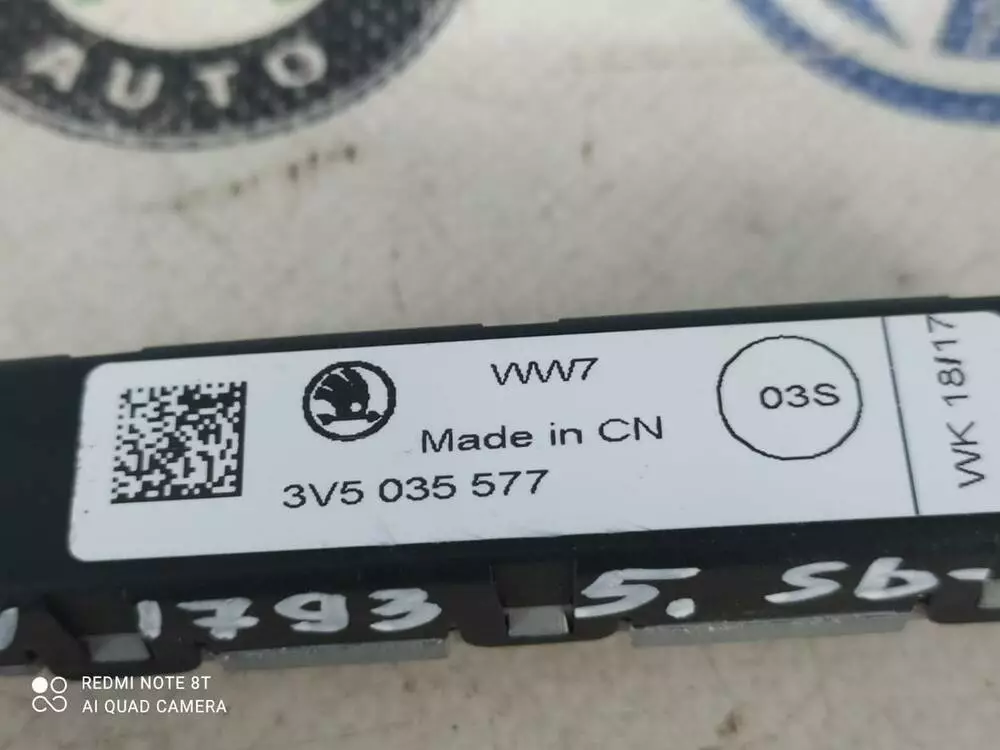 AUTO
WW7
03S
Made in CN
3V5 035 577
WK 18/17
1793 5. Sb-
REDMI NOTE 8T
AI QUAD CAMERA